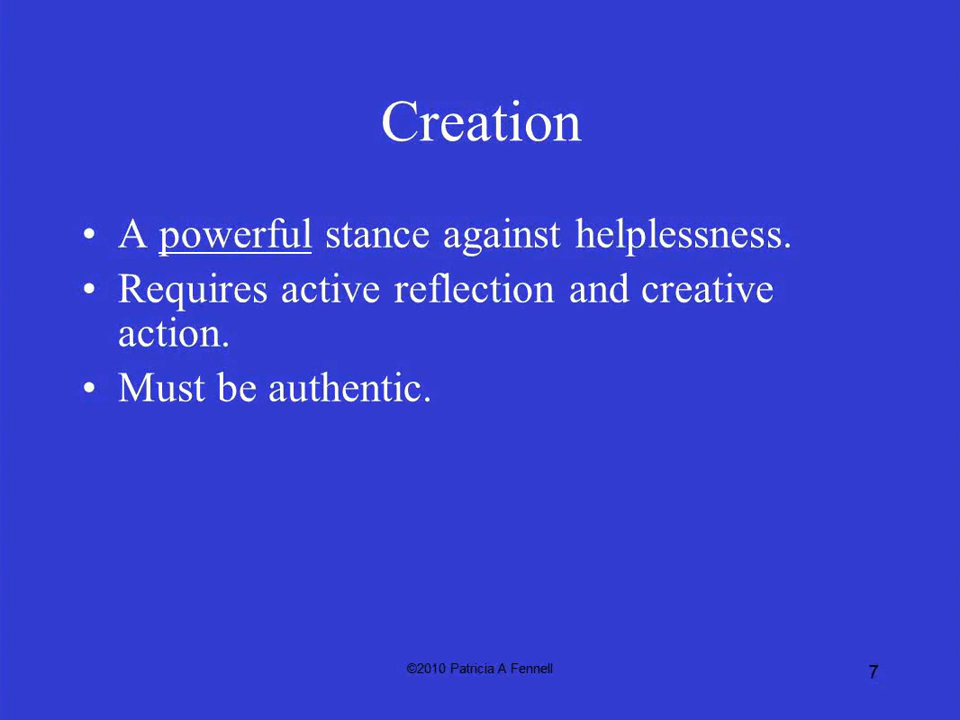 Creation
• A powerful stance against helplessness.
• Requires active reflection and creative
action.
• Must be authentic.
©2010 Patricia A Fennell
7